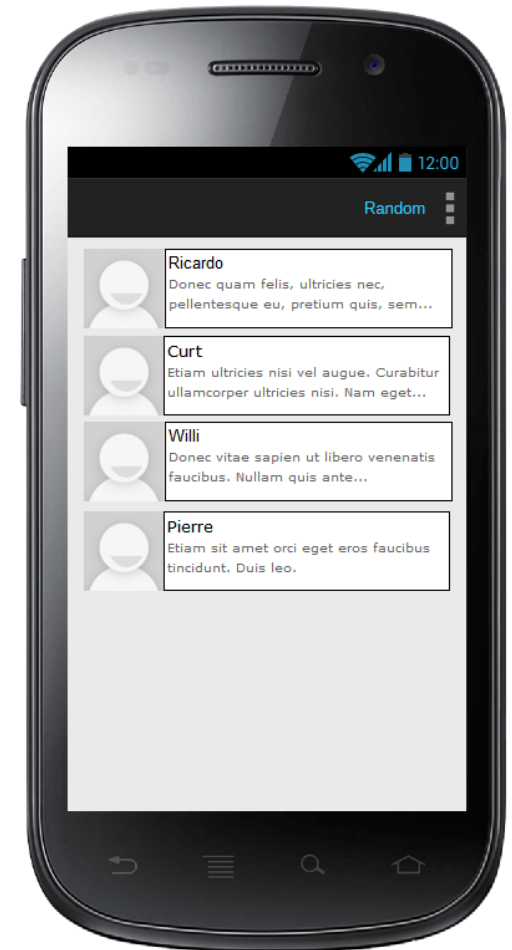 12:00
Random
Ricardo
Donec quam felis, ultricies nec,
pellentesque eu, pretium quis, sem...
Curt
Etiam ultricies nisi vel augue. Curabitur
ullamcorper ultricies nisi. Nam eget...
Willi
Donec vitae sapien ut libero venenatis
faucibus. Nullam quis ante...
Pierre
Etiam sit amet orci eget eros faucibus
tincidunt. Duis leo.